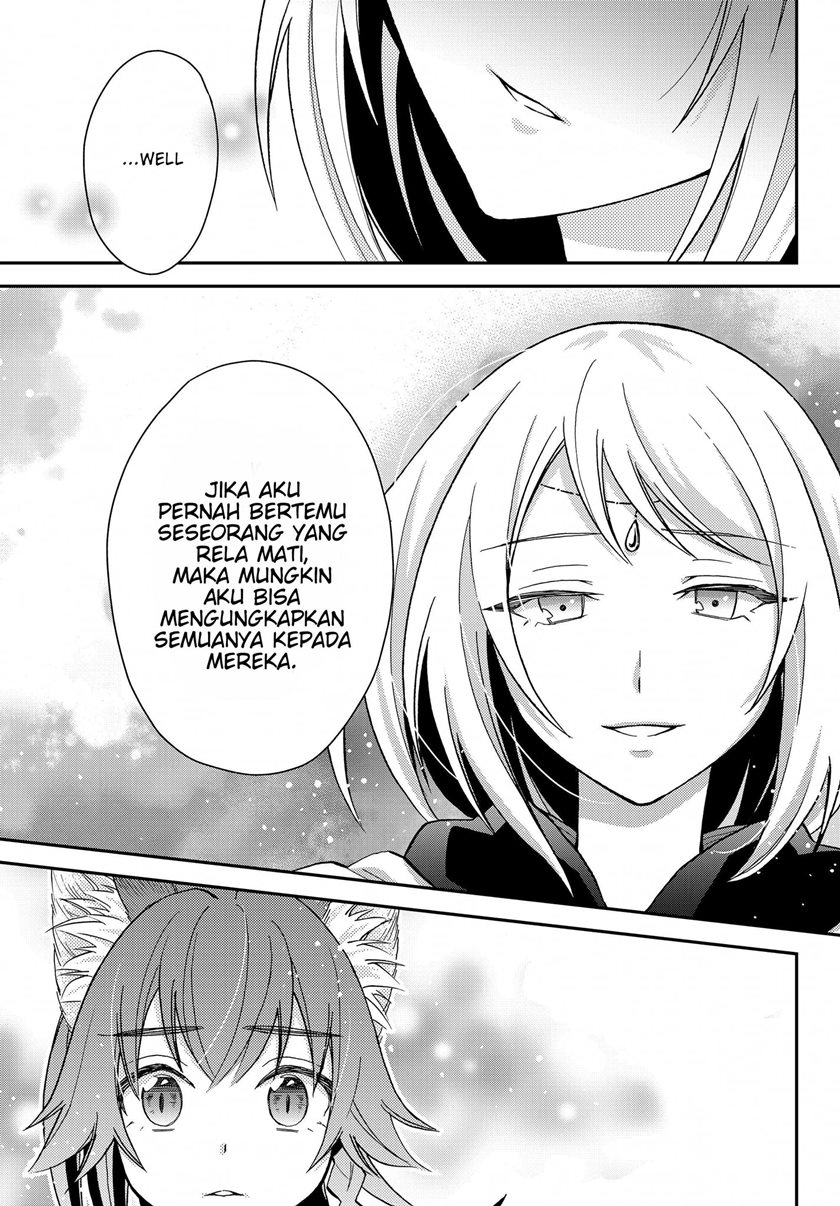 ...WELL
JIKA AKU
PERNAH BERTEMU
SESEORANG YANG
RELA MATI,
MAKA MUNGKIN
AKU BISA
MENGUNGKAPKAN
SEMUANYA KEPADA
MEREKA.